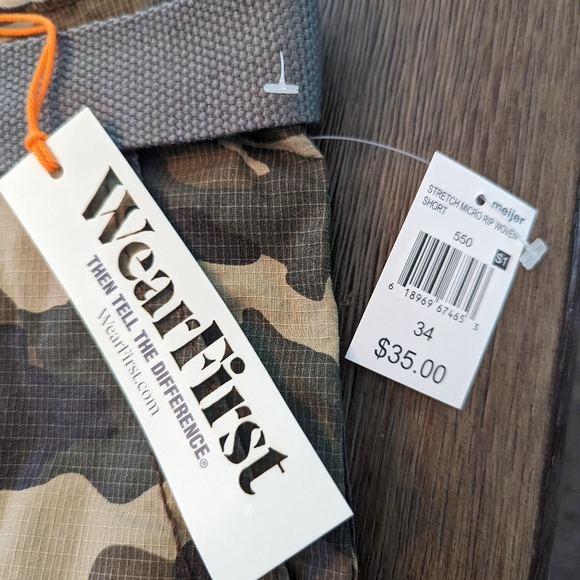 WearFirst
THEN TELL THE DIFFERENCE®
WearFirst.com
meijer
STRETCH MICRO RIP WOVEN
SHORT
550
S1
6 18969 67465 3
34
$35.00